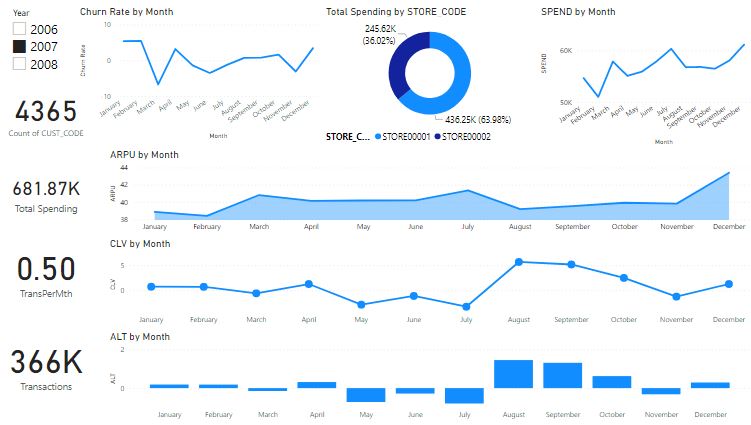 Year
2006
2007
2008
4365
Count of CUST_CODE
681.87K
Total Spending
0.50
TransPerMth
366K
Transactions
Churn Rate by Month
Churn Rate
10
0
10
January
February
March
April
May
June
July
August
September
October
November
December
Month
Total Spending by STORE_CODE
245.62K
(36.02%)
436.25K (63.98%)
STORE_C... STORE00001 STORE00002
SPEND by Month
SPEND
60K
50K
January
February
March
April
May
June
July
August
September
October
November
December
Month
ARPU by Month
ARPU
44
42
40
38
January February March April May June July August September October November December
CLV by Month
CLV
5
0
January February March April May June July August September October November December
ALT by Month
ALT
2
0
January February March April May June July August September October November December